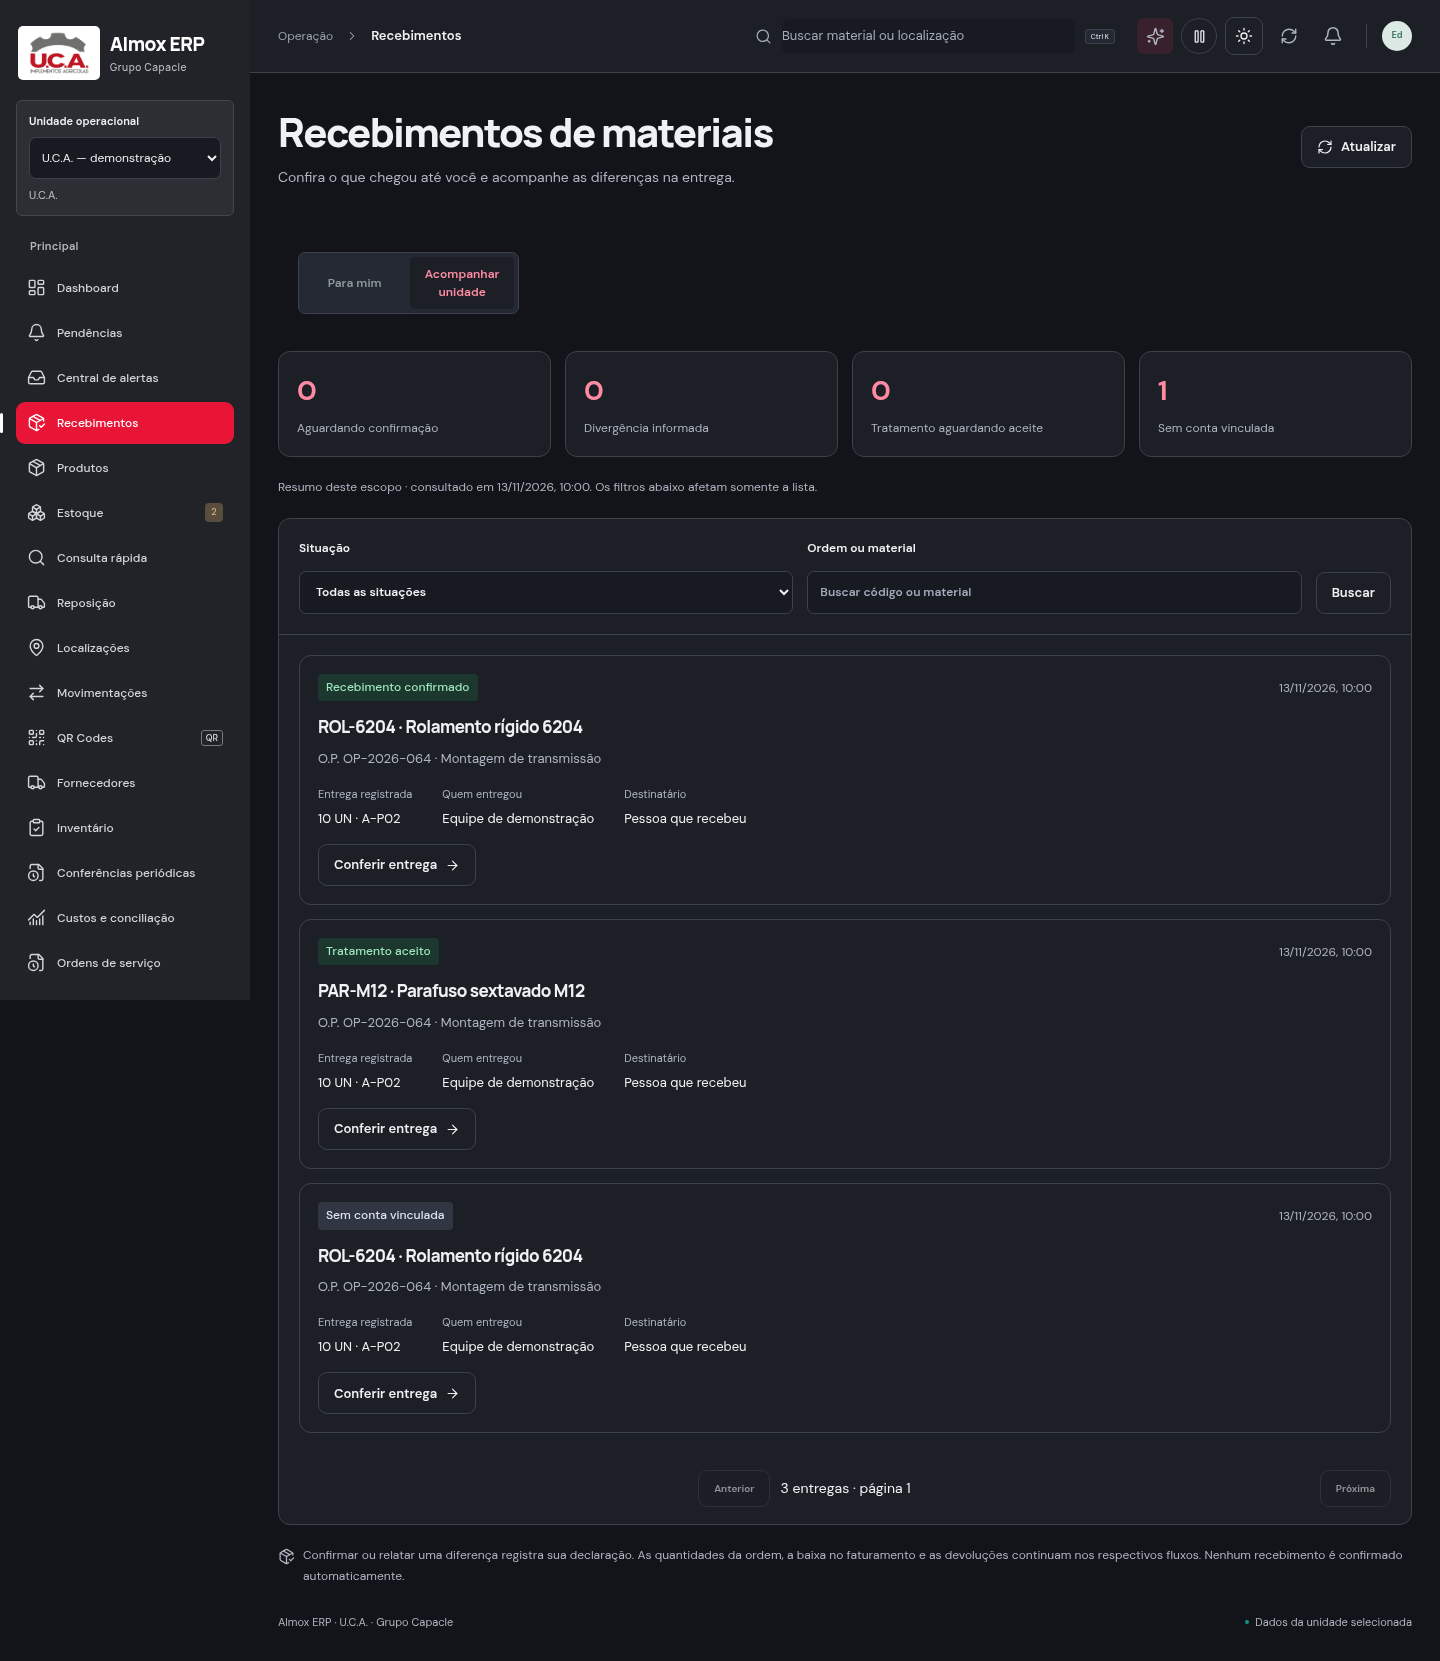 U.C.A.
IMPLEMENTOS AGRÍCOLAS
Almox ERP
Grupo Capacle
Unidade operacional
U.C.A. — demonstração
U.C.A.
Principal
Dashboard
Pendências
Central de alertas
Recebimentos
Produtos
Estoque 2
Consulta rápida
Reposição
Localizações
Movimentações
QR Codes QR
Fornecedores
Inventário
Conferências periódicas
Custos e conciliação
Ordens de serviço
Operação Recebimentos
Buscar material ou localização
Ctrl K
Ed
Recebimentos de materiais
Confira o que chegou até você e acompanhe as diferenças na entrega.
Atualizar
Para mim
Acompanhar
unidade
0
Aguardando confirmação
0
Divergência informada
0
Tratamento aguardando aceite
1
Sem conta vinculada
Resumo deste escopo · consultado em 13/11/2026, 10:00. Os filtros abaixo afetam somente a lista.
Situação
Todas as situações
Ordem ou material
Buscar código ou material
Buscar
Recebimento confirmado
13/11/2026, 10:00
ROL-6204 · Rolamento rígido 6204
O.P. OP-2026-064 · Montagem de transmissão
Entrega registrada Quem entregou Destinatário
10 UN · A-P02 Equipe de demonstração Pessoa que recebeu
Conferir entrega →
Tratamento aceito
13/11/2026, 10:00
PAR-M12 · Parafuso sextavado M12
O.P. OP-2026-064 · Montagem de transmissão
Entrega registrada Quem entregou Destinatário
10 UN · A-P02 Equipe de demonstração Pessoa que recebeu
Conferir entrega →
Sem conta vinculada
13/11/2026, 10:00
ROL-6204 · Rolamento rígido 6204
O.P. OP-2026-064 · Montagem de transmissão
Entrega registrada Quem entregou Destinatário
10 UN · A-P02 Equipe de demonstração Pessoa que recebeu
Conferir entrega →
Anterior 3 entregas · página 1 Próxima
Confirmar ou relatar uma diferença registra sua declaração. As quantidades da ordem, a baixa no faturamento e as devoluções continuam nos respectivos fluxos. Nenhum recebimento é confirmado
automaticamente.
Almox ERP · U.C.A. · Grupo Capacle
Dados da unidade selecionada